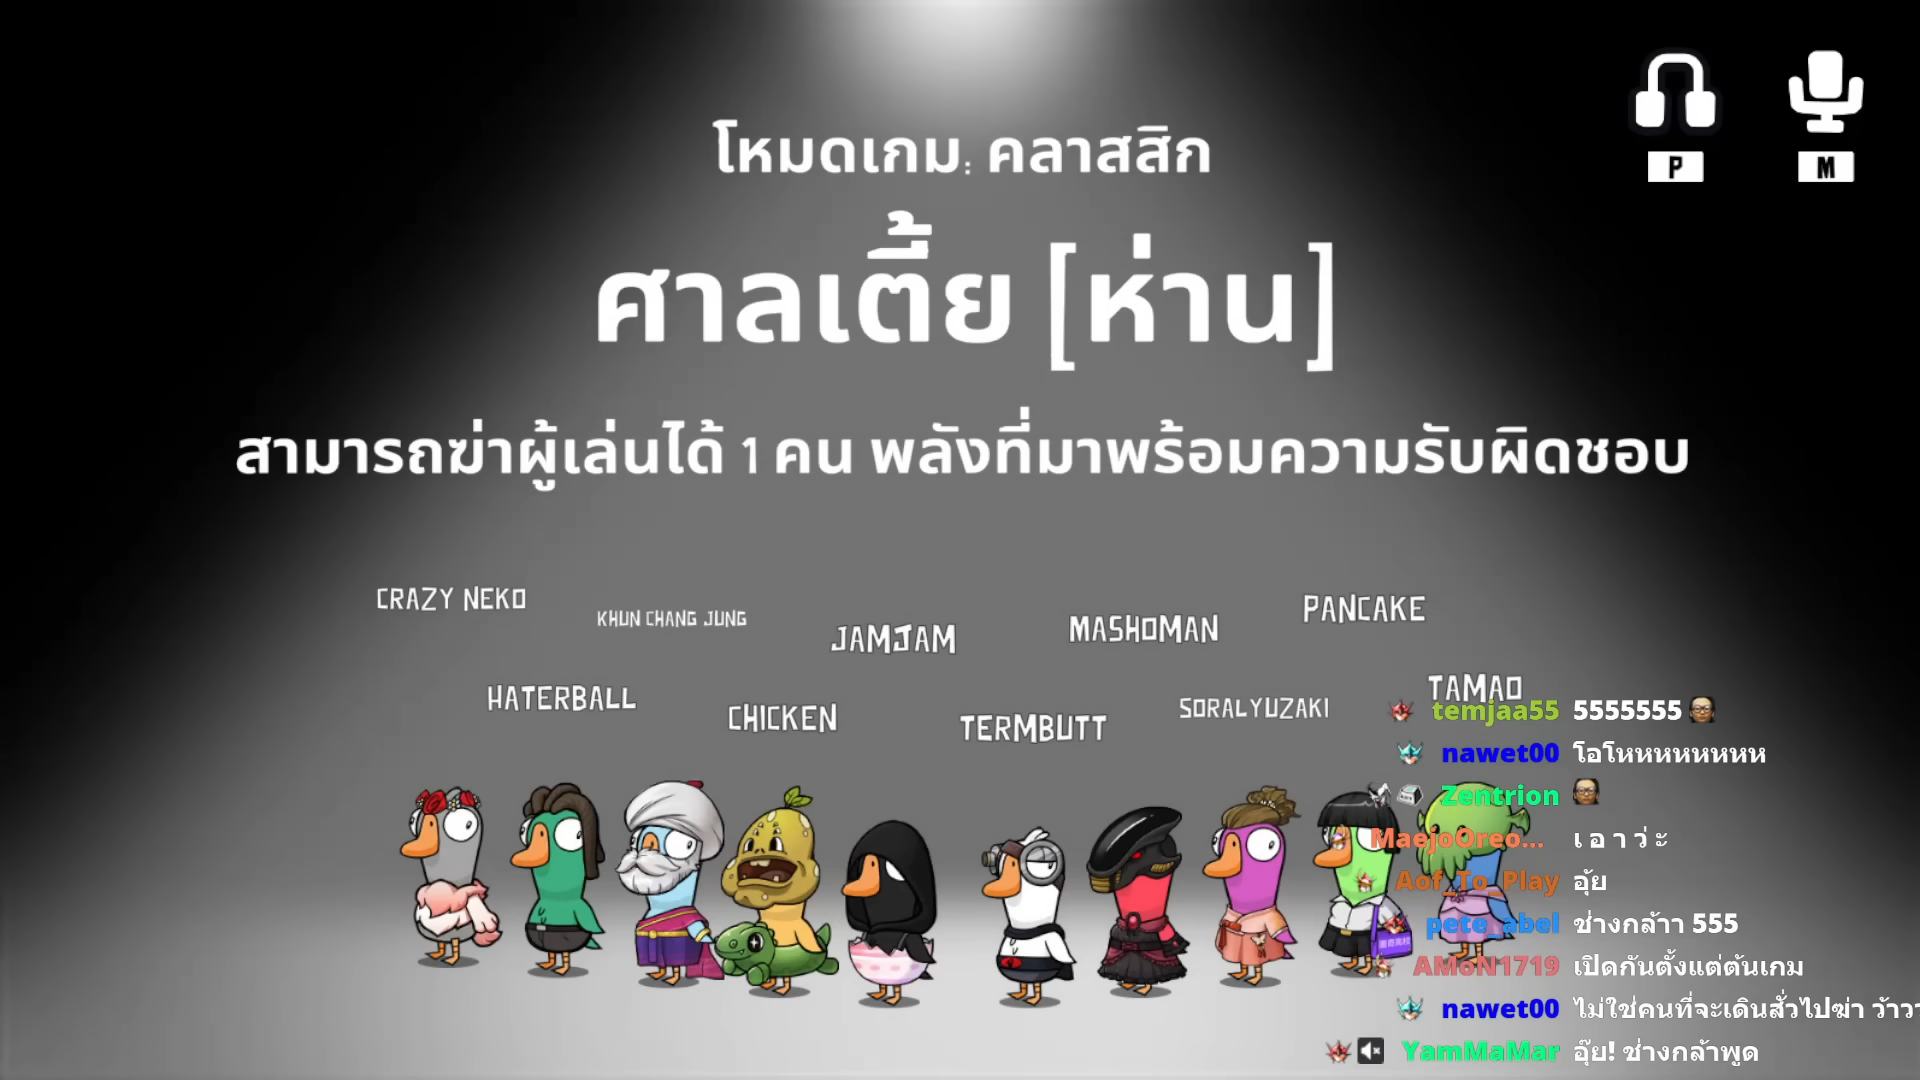 P
M
โหมดเกม: คลาสสิก
ศาลเตี้ย [ห่าน]
สามารถฆ่าผู้เล่นได้ 1 คน พลังที่มาพร้อมความรับผิดชอบ
CRAZY NEKO
KHUN CHANG JUNG
JAMJAM
MASHOMAN
PANCAKE
HATERBALL
CHICKEN
TERMBUTT
SORALYUZAKI
TAMAO
temjaa55 5555555
nawet00 โอโหหหหหหหห
Zentrion
MaejoOreo... เ อ า ว่ ะ
Aof_To_Play อุ้ย
pete_abel ช่างกล้าา 555
AMoN1719 เปิดกันตั้งแต่ต้นเกม
nawet00 ไม่ใช่คนที่จะเดินสั่วไปฆ่า ว้าวว
YamMaMar อุ๊ย! ช่างกล้าพูด